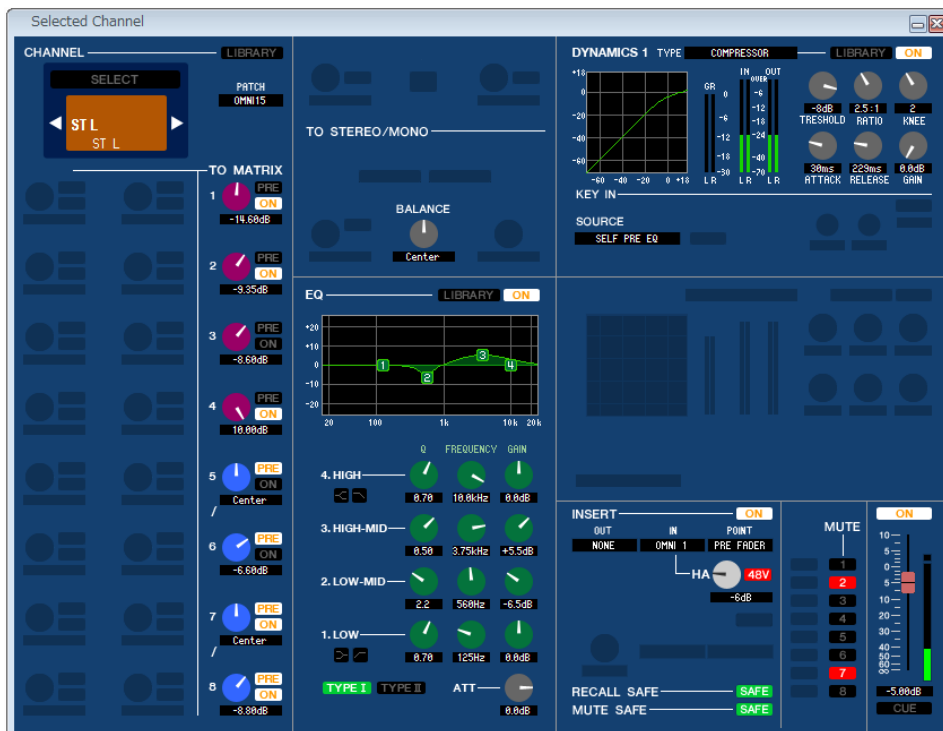 Selected Channel
CHANNEL
LIBRARY
SELECT
PATCH
OMNI15
ST L
ST L
TO MATRIX
1
PRE
ON
-14.60dB
2
PRE
ON
-9.35dB
3
PRE
ON
-8.60dB
4
PRE
ON
10.00dB
5
PRE
ON
Center
/
6
PRE
ON
-6.60dB
7
PRE
ON
Center
/
8
PRE
ON
-8.80dB
TO STEREO/MONO
BALANCE
Center
EQ
LIBRARY
ON
+20
+10
0
-10
-20
1
2
3
4
20 100 1k 10k 20k
Q FREQUENCY GAIN
4. HIGH
0.70 10.0kHz 0.0dB
3. HIGH-MID
0.50 3.75kHz +5.5dB
2. LOW-MID
2.2 560Hz -6.5dB
1. LOW
0.70 125Hz 0.0dB
TYPE I TYPE II ATT
0.0dB
DYNAMICS 1 TYPE COMPRESSOR LIBRARY ON
+18
0
-20
-40
-60
-60 -40 -20 0 +18
GR
0
-6
-12
-18
-30
L R
IN OUT
OVER
-6
-12
-18
-24
-40
-70
L R L R
-8dB 2.5:1 2
TRESHOLD RATIO KNEE
30ms 229ms 0.0dB
ATTACK RELEASE GAIN
KEY IN
SOURCE
SELF PRE EQ
INSERT
ON
OUT IN POINT
NONE OMNI 1 PRE FADER
HA
48V
-6dB
RECALL SAFE SAFE
MUTE SAFE SAFE
MUTE
1
2
3
4
5
6
7
8
ON
10
5
0
5
10
20
30
40
50
60
∞
-5.00dB
CUE